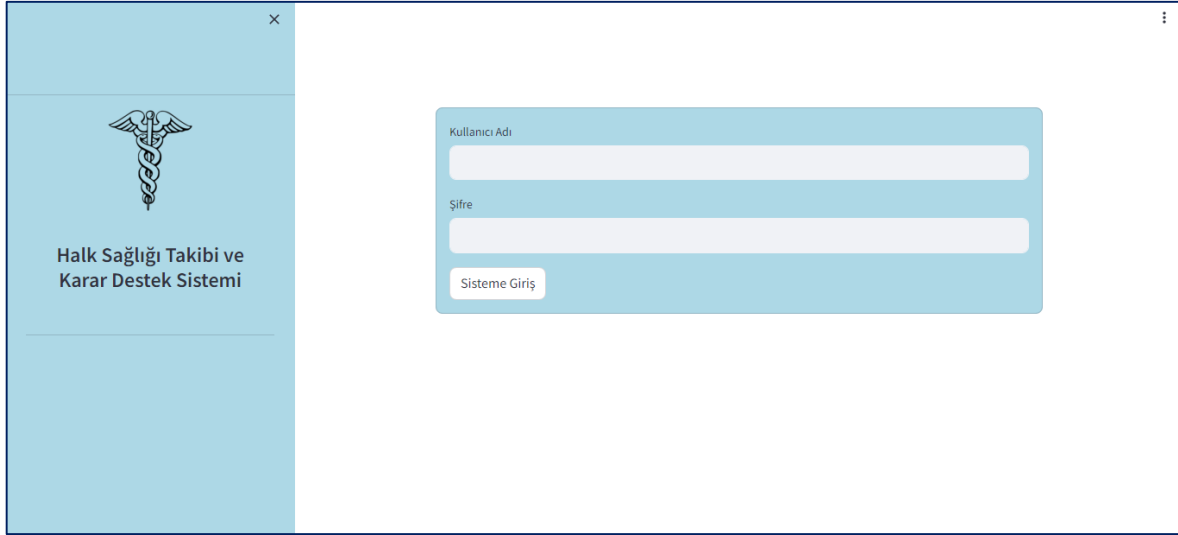 Halk Sağlığı Takibi ve
Karar Destek Sistemi
Kullanıcı Adı
Şifre
Sisteme Giriş